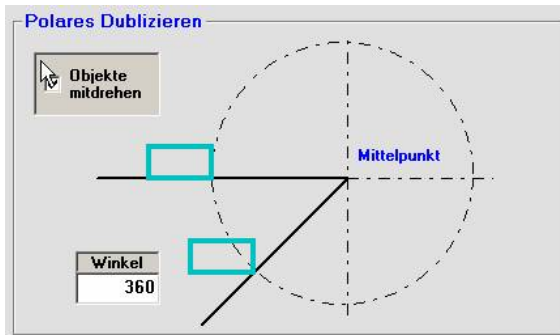 Polares Dublizieren
Objekte
mitdrehen
Mittelpunkt
Winkel
360